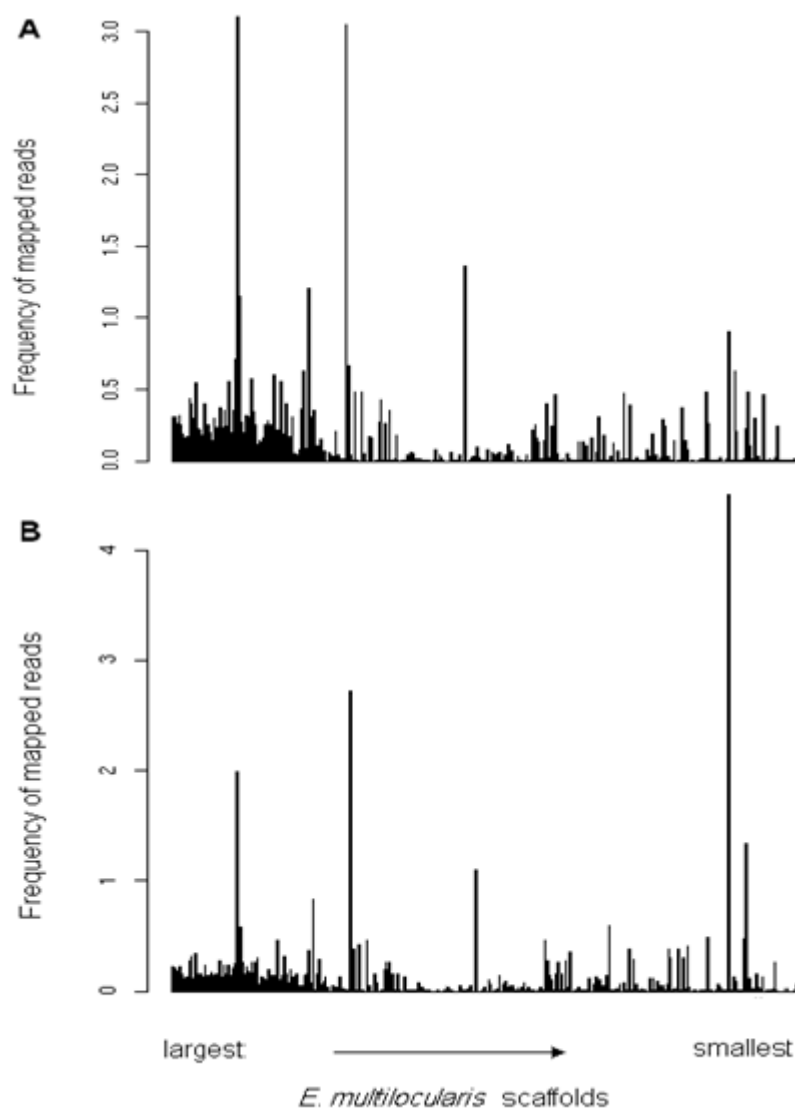 A
Frequency of mapped reads
3.0
2.5
2.0
1.5
1.0
0.5
0.0
B
Frequency of mapped reads
4
3
2
1
0
largest smallest
E. multilocularis scaffolds